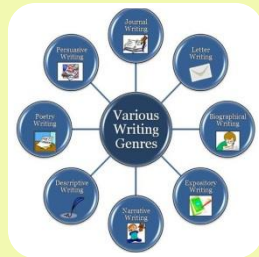 Journal
Writing
Persuasive
Writing
Letter
Writing
Poetry
Writing
Various
Writing
Genres
Biographical
Writing
Descriptive
Writing
Expository
Writing
Narrative
Writing